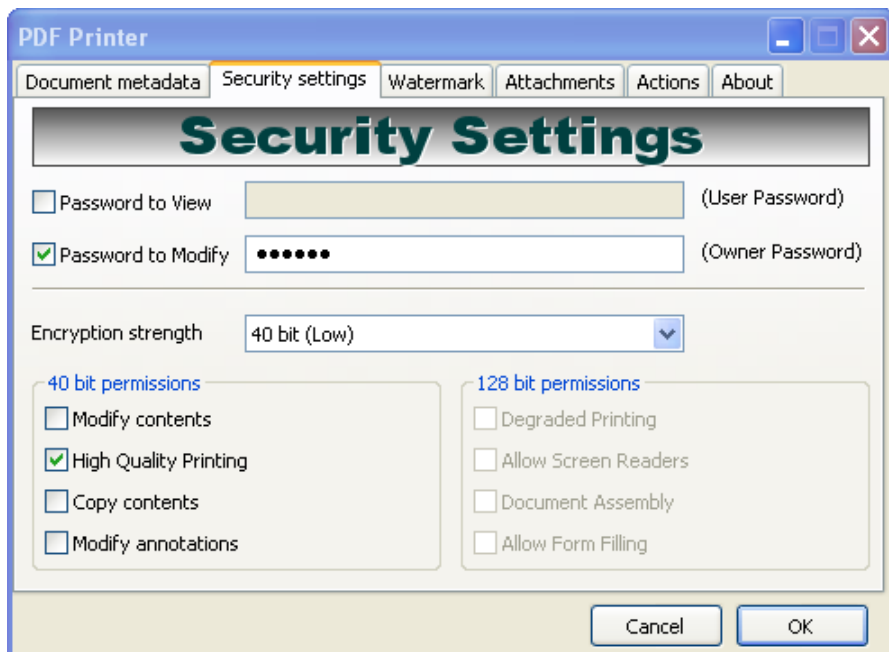 PDF Printer
Document metadata Security settings Watermark Attachments Actions About
Security Settings
Password to View (User Password)
Password to Modify •••••• (Owner Password)
Encryption strength 40 bit (Low)
40 bit permissions 128 bit permissions
Modify contents Degraded Printing
High Quality Printing Allow Screen Readers
Copy contents Document Assembly
Modify annotations Allow Form Filling
Cancel OK